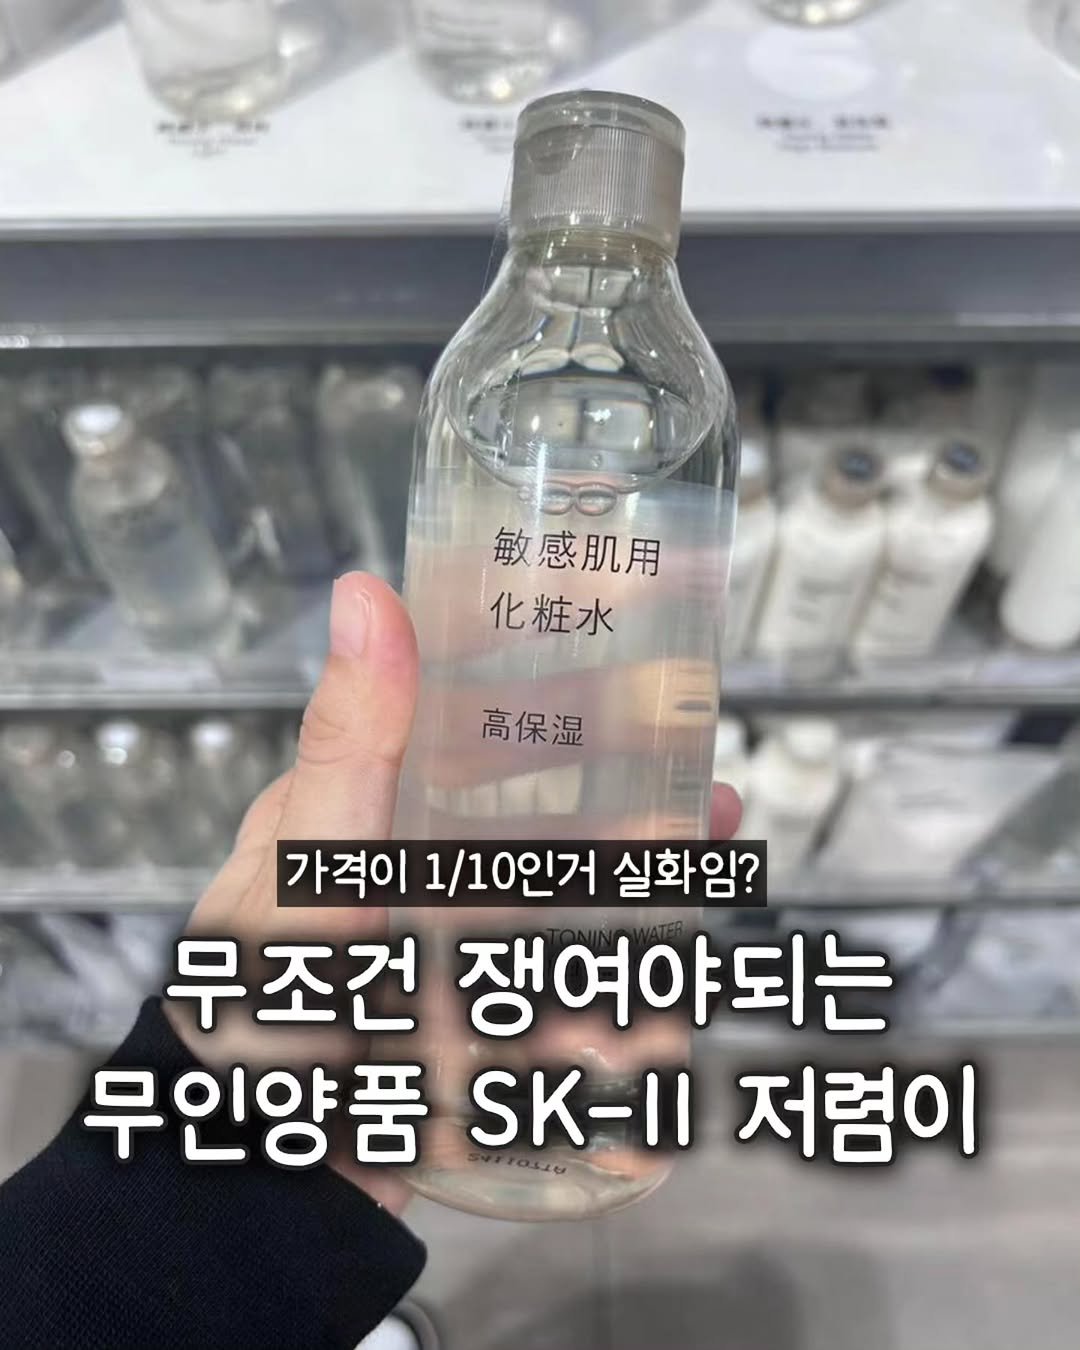 敏感肌用
化粧水
高保湿
가격이 1/10인거 실화임?
TONING WATER
무조건 쟁여야되는
무인양품 SK-II 저렴이